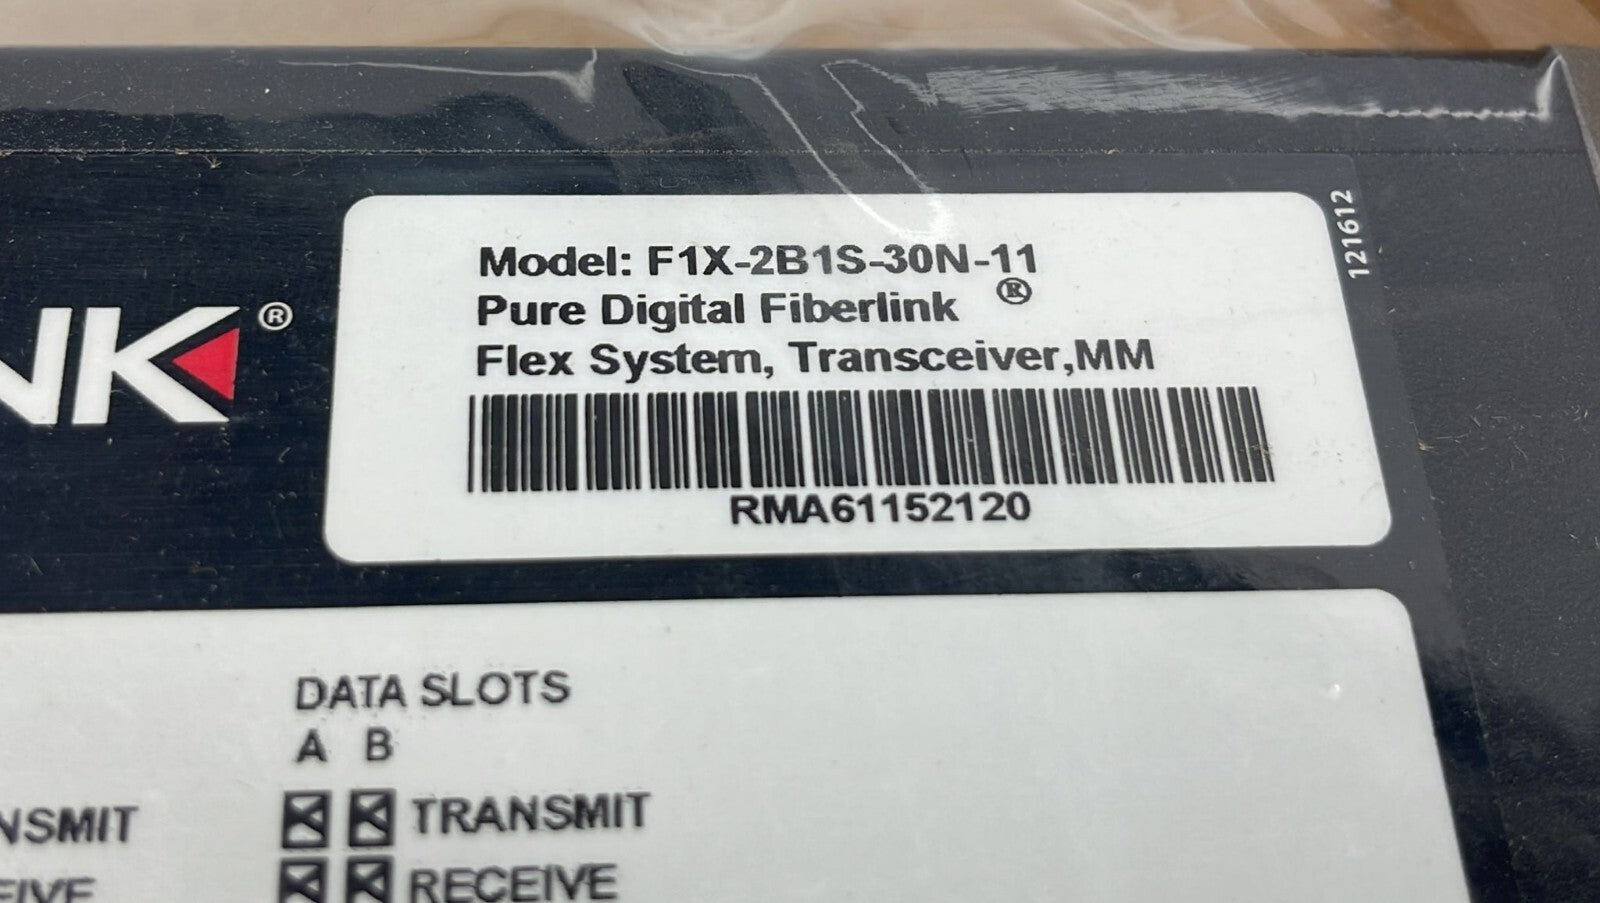 Model: F1X-2B1S-30N-11
Pure Digital Fiberlink ®
Flex System, Transceiver,MM
RMA61152120
121612
NK®
DATA SLOTS
A B
NSMIT
TRANSMIT
EIVE
RECEIVE